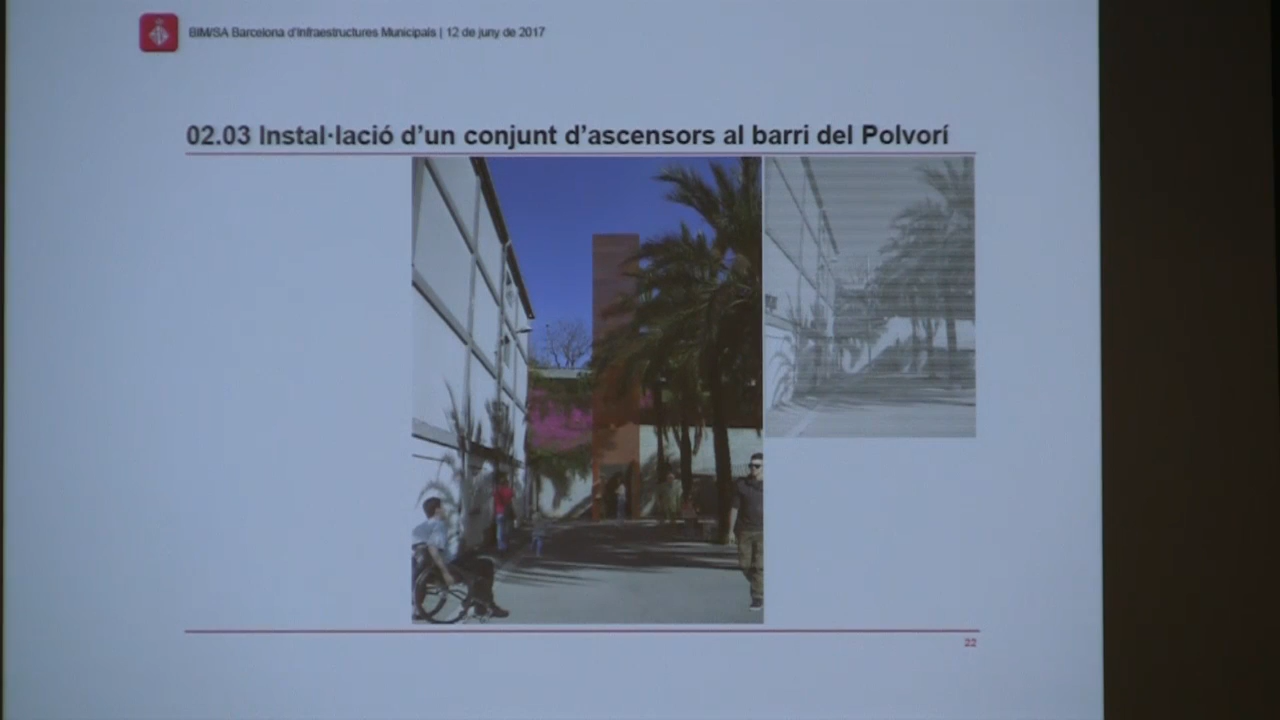 BIM/SA Barcelona d'Infraestructures Municipals | 12 de juny de 2017
02.03 Instal·lació d'un conjunt d'ascensors al barri del Polvorí
22